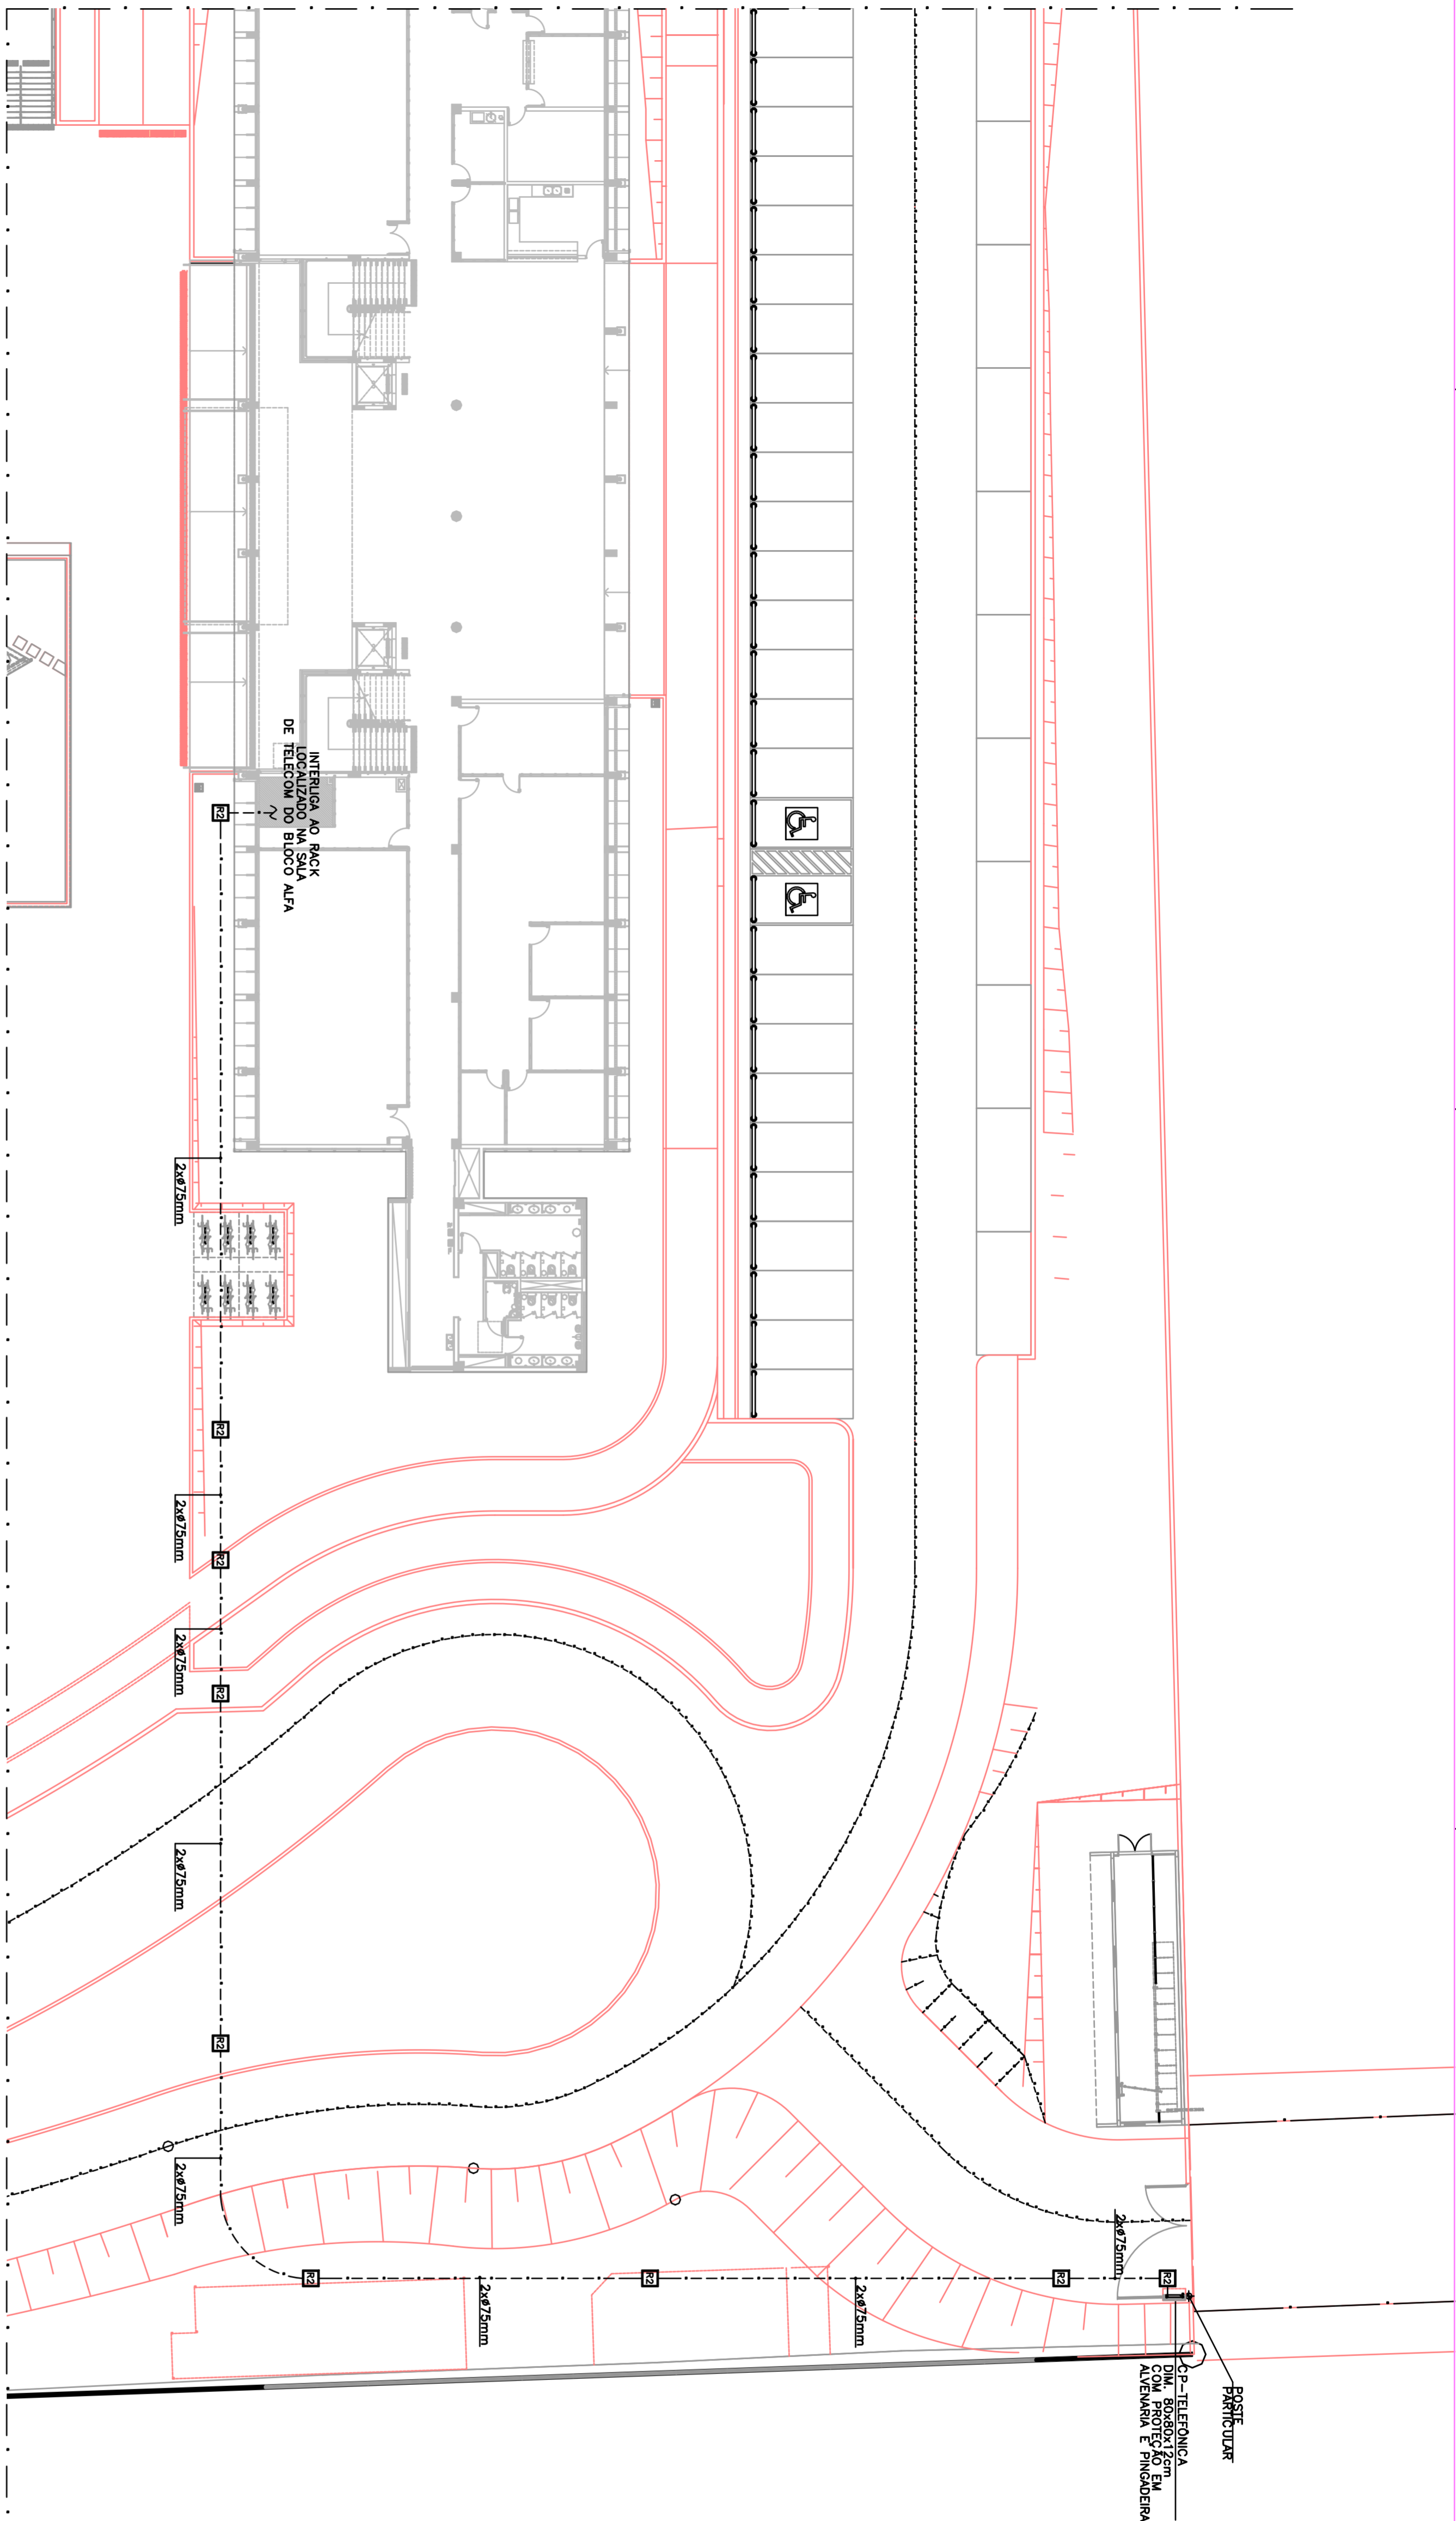 INTERLIGA AO RACK
LOCALIZADO NA SALA
DE TELECOM DO BLOCO ALFA
R2
2xø75mm
R2
2xø75mm
R2
2xø75mm
R2
2xø75mm
R2
2xø75mm
R2
2xø75mm
R2
2xø75mm
R2
2xø75mm
R2
POSTE
PARTICULAR
CP-TELEFÔNICA
DIM. 80x80x12cm
COM PROTEÇÃO EM
ALVENARIA E PINGADEIRA